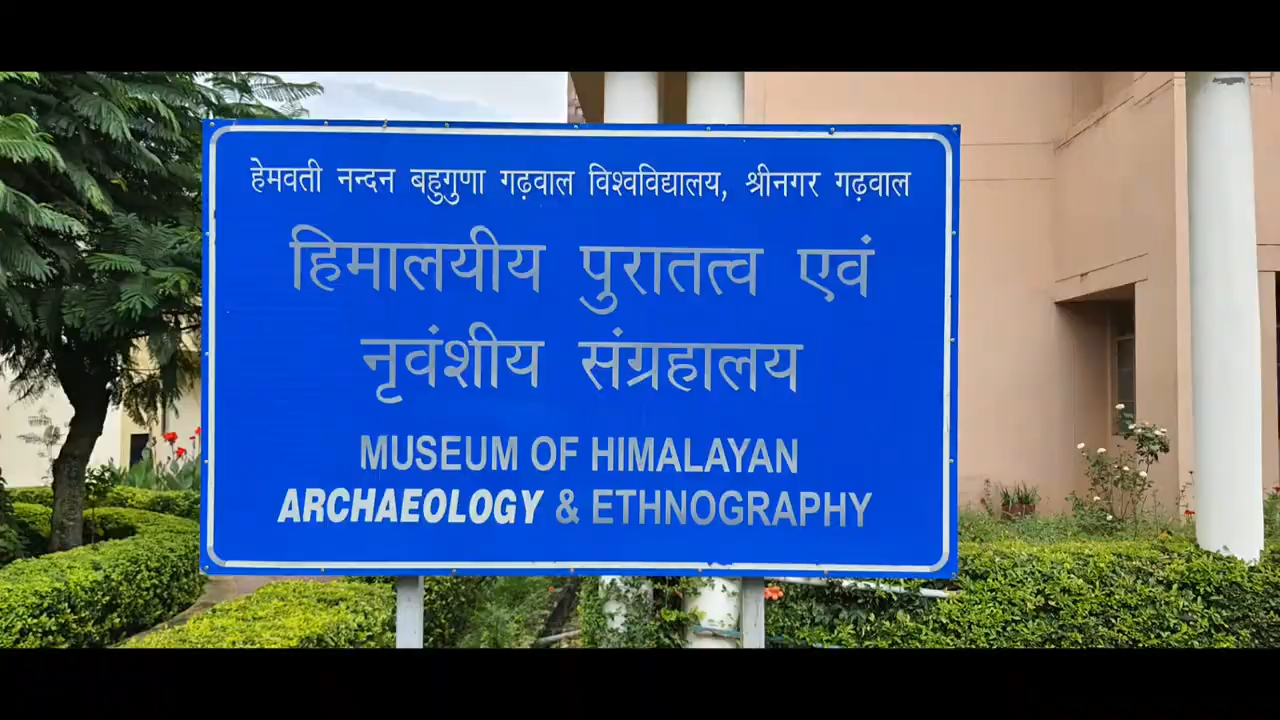 हेमवती नन्दन बहुगुणा गढ़वाल विश्वविद्यालय, श्रीनगर गढ़वाल
हिमालयीय पुरातत्व एवं
नृवंशीय संग्रहालय
MUSEUM OF HIMALAYAN
ARCHAEOLOGY & ETHNOGRAPHY